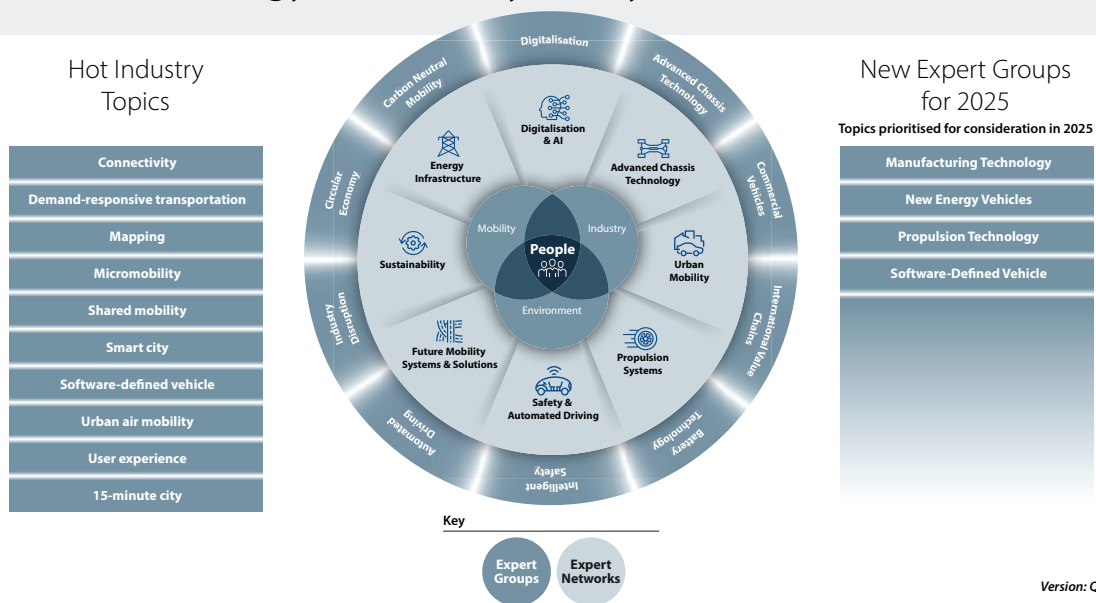 Hot Industry
Topics
Connectivity
Demand-responsive transportation
Mapping
Micromobility
Shared mobility
Smart city
Software-defined vehicle
Urban air mobility
User experience
15-minute city
Digitalisation
Advanced Chassis
Technology
Commercial
Vehicles
International Value
Chains
Battery
Technology
Intelligent
Safety
Automated
Driving
Industry
Disruption
Circular
Economy
Carbon Neutral
Mobility
Digitalisation
& AI
Advanced Chassis
Technology
Urban
Mobility
Propulsion
Systems
Safety &
Automated Driving
Future Mobility
Systems & Solutions
Sustainability
Energy
Infrastructure
Mobility
Industry
People
Environment
Key
Expert
Groups
Expert
Networks
New Expert Groups
for 2025
Topics prioritised for consideration in 2025
Manufacturing Technology
New Energy Vehicles
Propulsion Technology
Software-Defined Vehicle
Version: Q